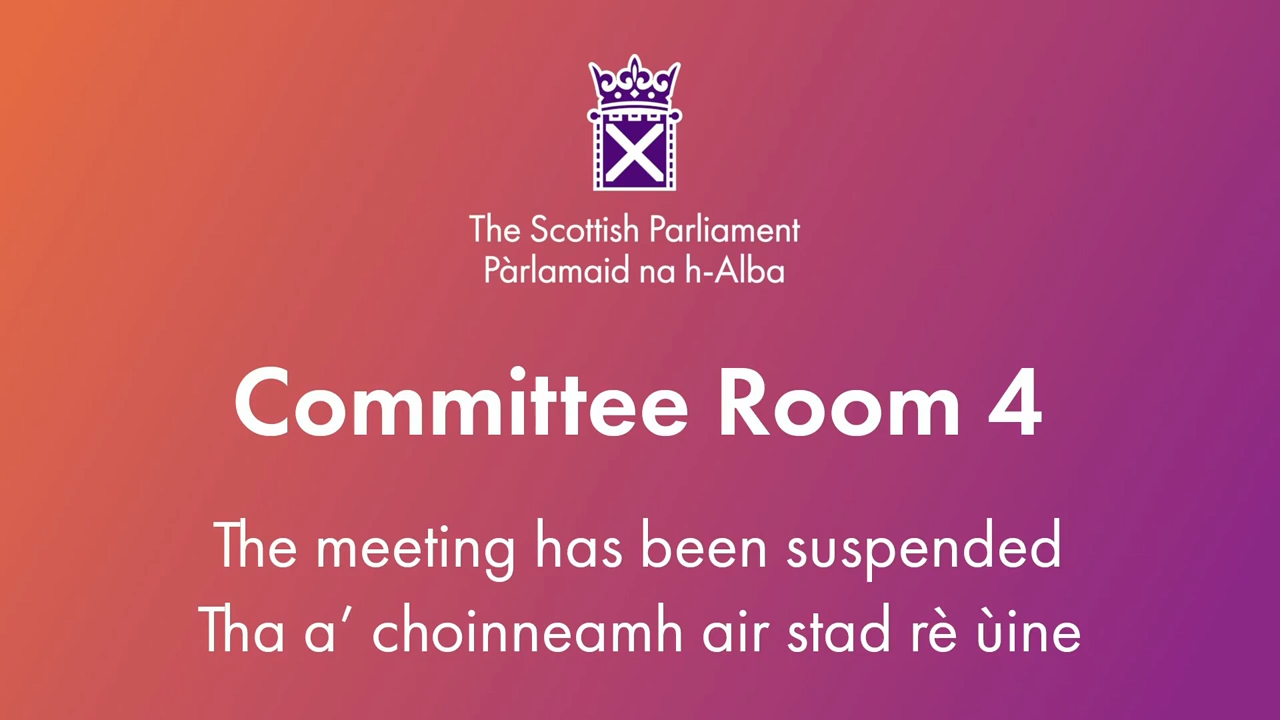 The Scottish Parliament
Pàrlamaid na h-Alba
Committee Room 4
The meeting has been suspended
Tha a’ choinneamh air stad rè ùine